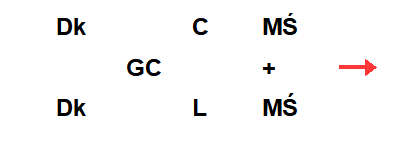 Dk C MŚ
GC +
Dk L MŚ